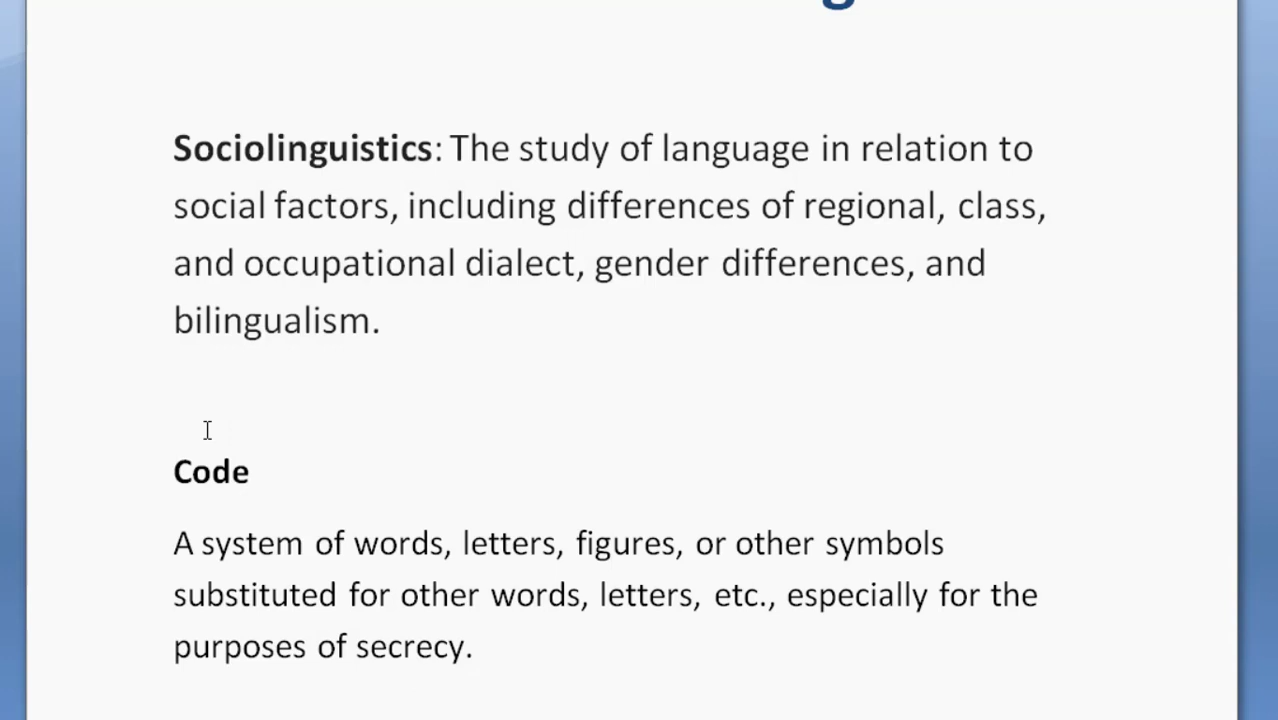 Sociolinguistics: The study of language in relation to
social factors, including differences of regional, class,
and occupational dialect, gender differences, and
bilingualism.
Code
A system of words, letters, figures, or other symbols
substituted for other words, letters, etc., especially for the
purposes of secrecy.